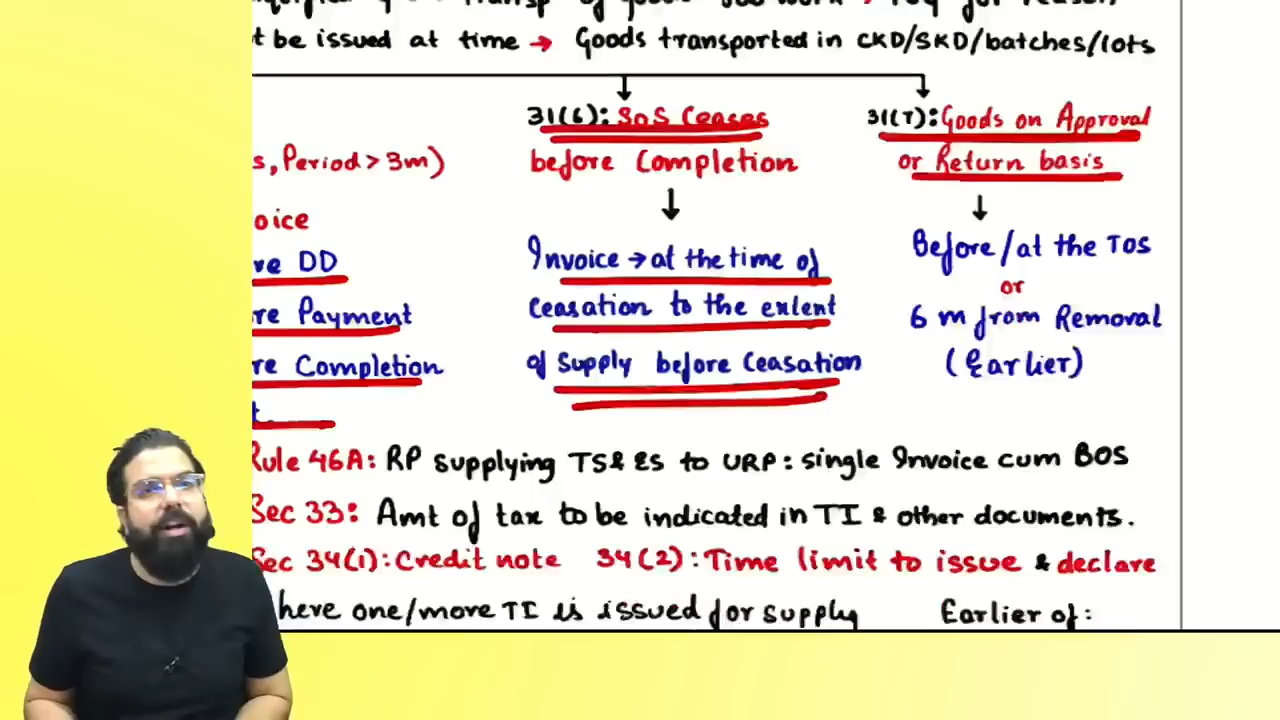 t be issued at time → Goods transported in CKD/SKD/batches/lots
31(6): SoS Ceases
before Completion
↓
Invoice → at the time of
Ceasation to the extent
of Supply before Ceasation
31(7): Goods on Approval
or Return basis
↓
Before/at the TOS
or
6 m from Removal
(Earlier)
s, Period > 3m)
oice
re DD
re Payment
re Completion
t.
Rule 46A: RP supplying TS & ES to URP: single Invoice cum BOS
Sec 33: Amt of tax to be indicated in TI & other documents.
Sec 34(1): Credit note 34(2): Time limit to issue & declare
here one/more TI is issued for supply Earlier of: